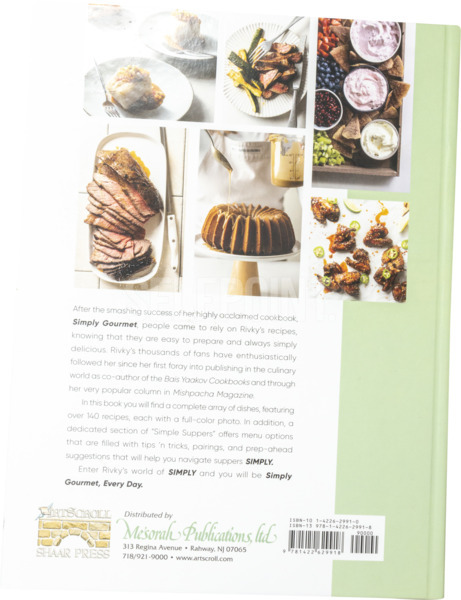 After the smashing success of her highly acclaimed cookbook,
Simply Gourmet, people came to rely on Rivky's recipes,
knowing that they are easy to prepare and always simply
delicious. Rivky's thousands of fans have enthusiastically
followed her since her first foray into publishing in the culinary
world as co-author of the Bais Yaakov Cookbooks and through
her very popular column in Mishpacha Magazine.
In this book you will find a complete array of dishes, featuring
over 140 recipes, each with a full-color photo. In addition, a
dedicated section of "Simple Suppers" offers menu options
that are filled with tips 'n tricks, pairings, and prep-ahead
suggestions that will help you navigate suppers SIMPLY.
Enter Rivky's world of SIMPLY and you will be Simply
Gourmet, Every Day.
ARTSCROLL
SHAAR PRESS
Distributed by
Mesorah Publications, ltd.
313 Regina Avenue • Rahway, NJ 07065
718/921-9000 • www.artscroll.com
ISBN-10 1-4226-2991-0
ISBN-13 978-1-4226-2991-8
90000
9 781422 629918